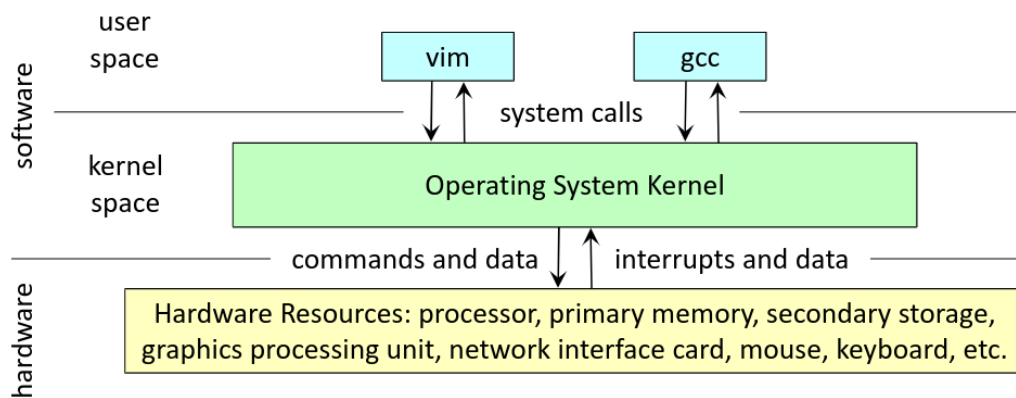 user
space
vim
gcc
software
system calls
kernel
space
Operating System Kernel
commands and data
interrupts and data
hardware
Hardware Resources: processor, primary memory, secondary storage,
graphics processing unit, network interface card, mouse, keyboard, etc.